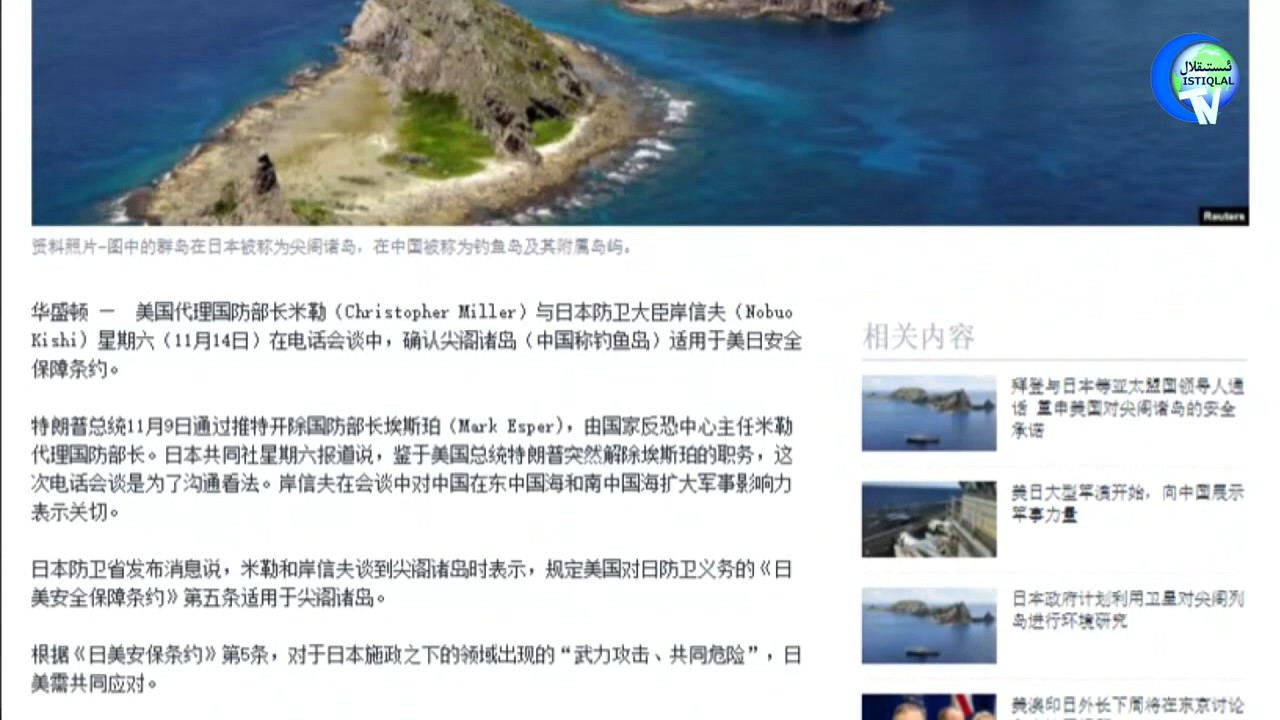 ئىستىقلال
ISTIQLAL
TV
Reuters
资料照片-图中的群岛在日本被称为尖阁诸岛，在中国被称为钓鱼岛及其附属岛屿。
华盛顿 — 美国代理国防部长米勒（Christopher Miller）与日本防卫大臣岸信夫（Nobuo
Kishi）星期六（11月14日）在电话会谈中，确认尖阁诸岛（中国称钓鱼岛）适用于美日安全
保障条约。
特朗普总统11月9日通过推特开除国防部长埃斯珀（Mark Esper），由国家反恐中心主任米勒
代理国防部长。日本共同社星期六报道说，鉴于美国总统特朗普突然解除埃斯珀的职务，这
次电话会谈是为了沟通看法。岸信夫在会谈中对中国在东中国海和南中国海扩大军事影响力
表示关切。
日本防卫省发布消息说，米勒和岸信夫谈到尖阁诸岛时表示，规定美国对日防卫义务的《日
美安全保障条约》第五条适用于尖阁诸岛。
根据《日美安保条约》第5条，对于日本施政之下的领域出现的“武力攻击、共同危险”，日
美需共同应对。
相关内容
拜登与日本等亚太盟国领导人通
话 重申美国对尖阁诸岛的安全
承诺
美日大型军演开始，向中国展示
军事力量
日本政府计划利用卫星对尖阁列
岛进行环境研究
美澳印日外长下周将在东京讨论